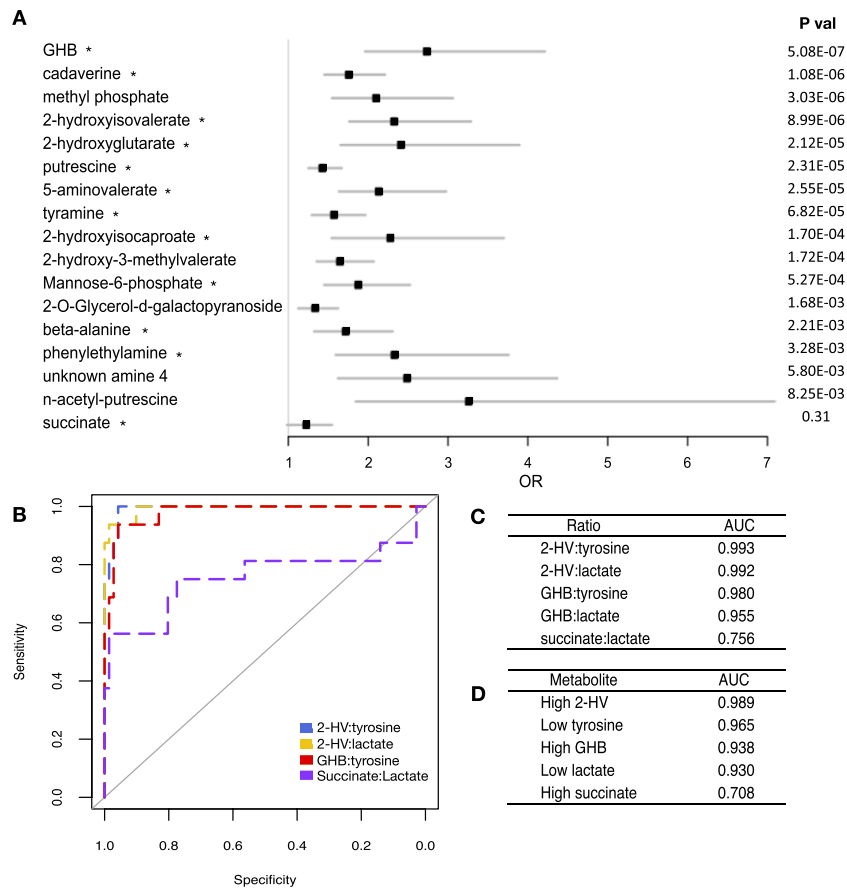 A
P val
GHB * 5.08E-07
cadaverine * 1.08E-06
methyl phosphate 3.03E-06
2-hydroxyisovalerate * 8.99E-06
2-hydroxyglutarate * 2.12E-05
putrescine * 2.31E-05
5-aminovalerate * 2.55E-05
tyramine * 6.82E-05
2-hydroxyisocaproate * 1.70E-04
2-hydroxy-3-methylvalerate 1.72E-04
Mannose-6-phosphate * 5.27E-04
2-O-Glycerol-d-galactopyranoside 1.68E-03
beta-alanine * 2.21E-03
phenylethylamine * 3.28E-03
unknown amine 4 5.80E-03
n-acetyl-putrescine 8.25E-03
succinate * 0.31
1 2 3 4 5 6 7
OR
B
1.0
0.8
0.6
0.4
0.2
0.0
Sensitivity
2-HV:tyrosine
2-HV:lactate
GHB:tyrosine
Succinate:Lactate
1.0 0.8 0.6 0.4 0.2 0.0
Specificity
C
Ratio AUC
2-HV:tyrosine 0.993
2-HV:lactate 0.992
GHB:tyrosine 0.980
GHB:lactate 0.955
succinate:lactate 0.756
D
Metabolite AUC
High 2-HV 0.989
Low tyrosine 0.965
High GHB 0.938
Low lactate 0.930
High succinate 0.708